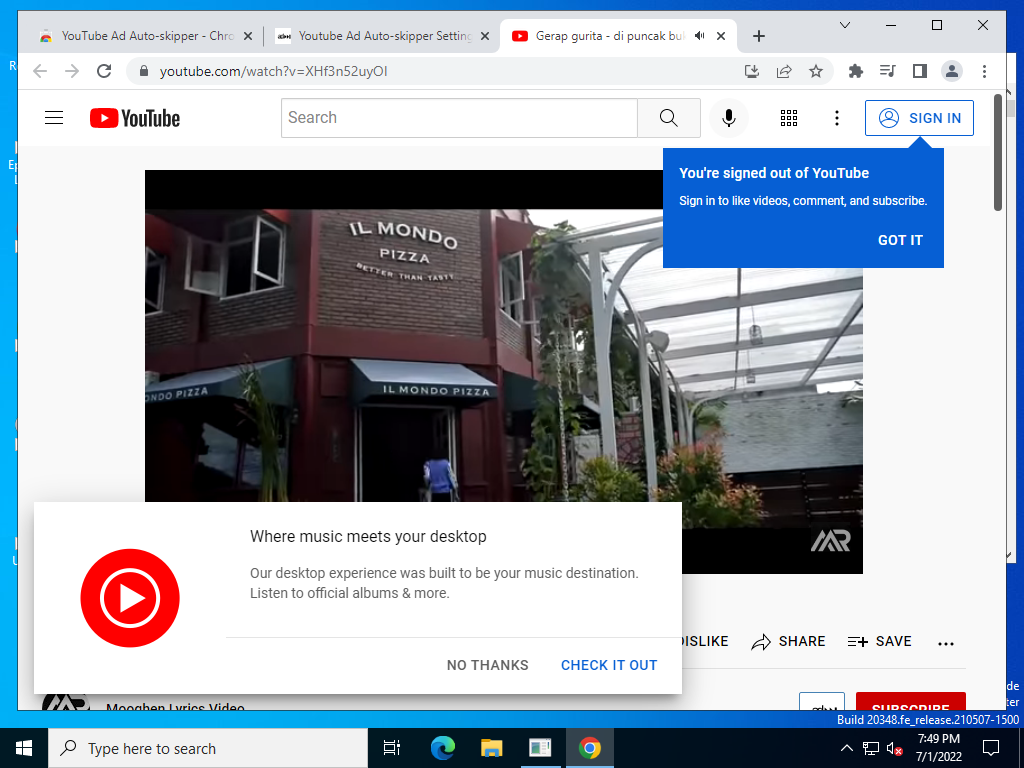 YouTube Ad Auto-skipper - Chro
Youtube Ad Auto-skipper Setting
Gerap gurita - di puncak buk
youtube.com/watch?v=XHf3n52uyOI
YouTube
Search
SIGN IN
You're signed out of YouTube
Sign in to like videos, comment, and subscribe.
GOT IT
IL MONDO
PIZZA
BETTER THAN TASTY
ONDO PIZZA
IL MONDO PIZZA
MR
Where music meets your desktop
Our desktop experience was built to be your music destination.
Listen to official albums & more.
NO THANKS
CHECK IT OUT
DISLIKE
SHARE
SAVE
Mooghen Lyrics Video
SUBSCRIBE
de
ter
Build 20348.fe_release.210507-1500
Type here to search
7:49 PM
7/1/2022